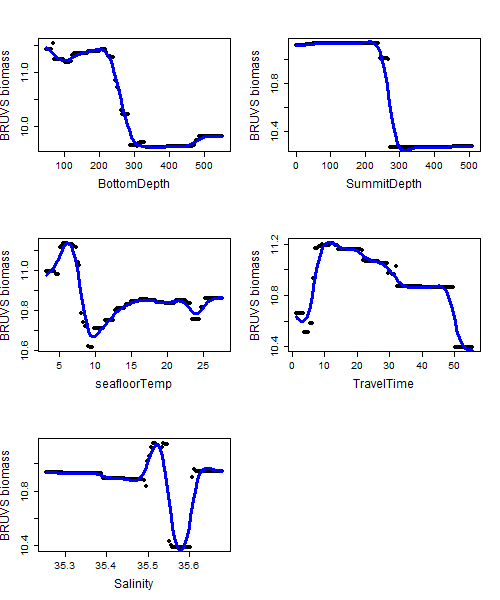 BRUVS biomass
10.0 11.0
100 200 300 400 500
BottomDepth
BRUVS biomass
10.4 10.8
0 100 200 300 400 500
SummitDepth
BRUVS biomass
10.6 10.8 11.0
5 10 15 20 25
seafloorTemp
BRUVS biomass
10.4 10.8 11.2
0 10 20 30 40 50
TravelTime
BRUVS biomass
10.4 10.8
35.3 35.4 35.5 35.6
Salinity